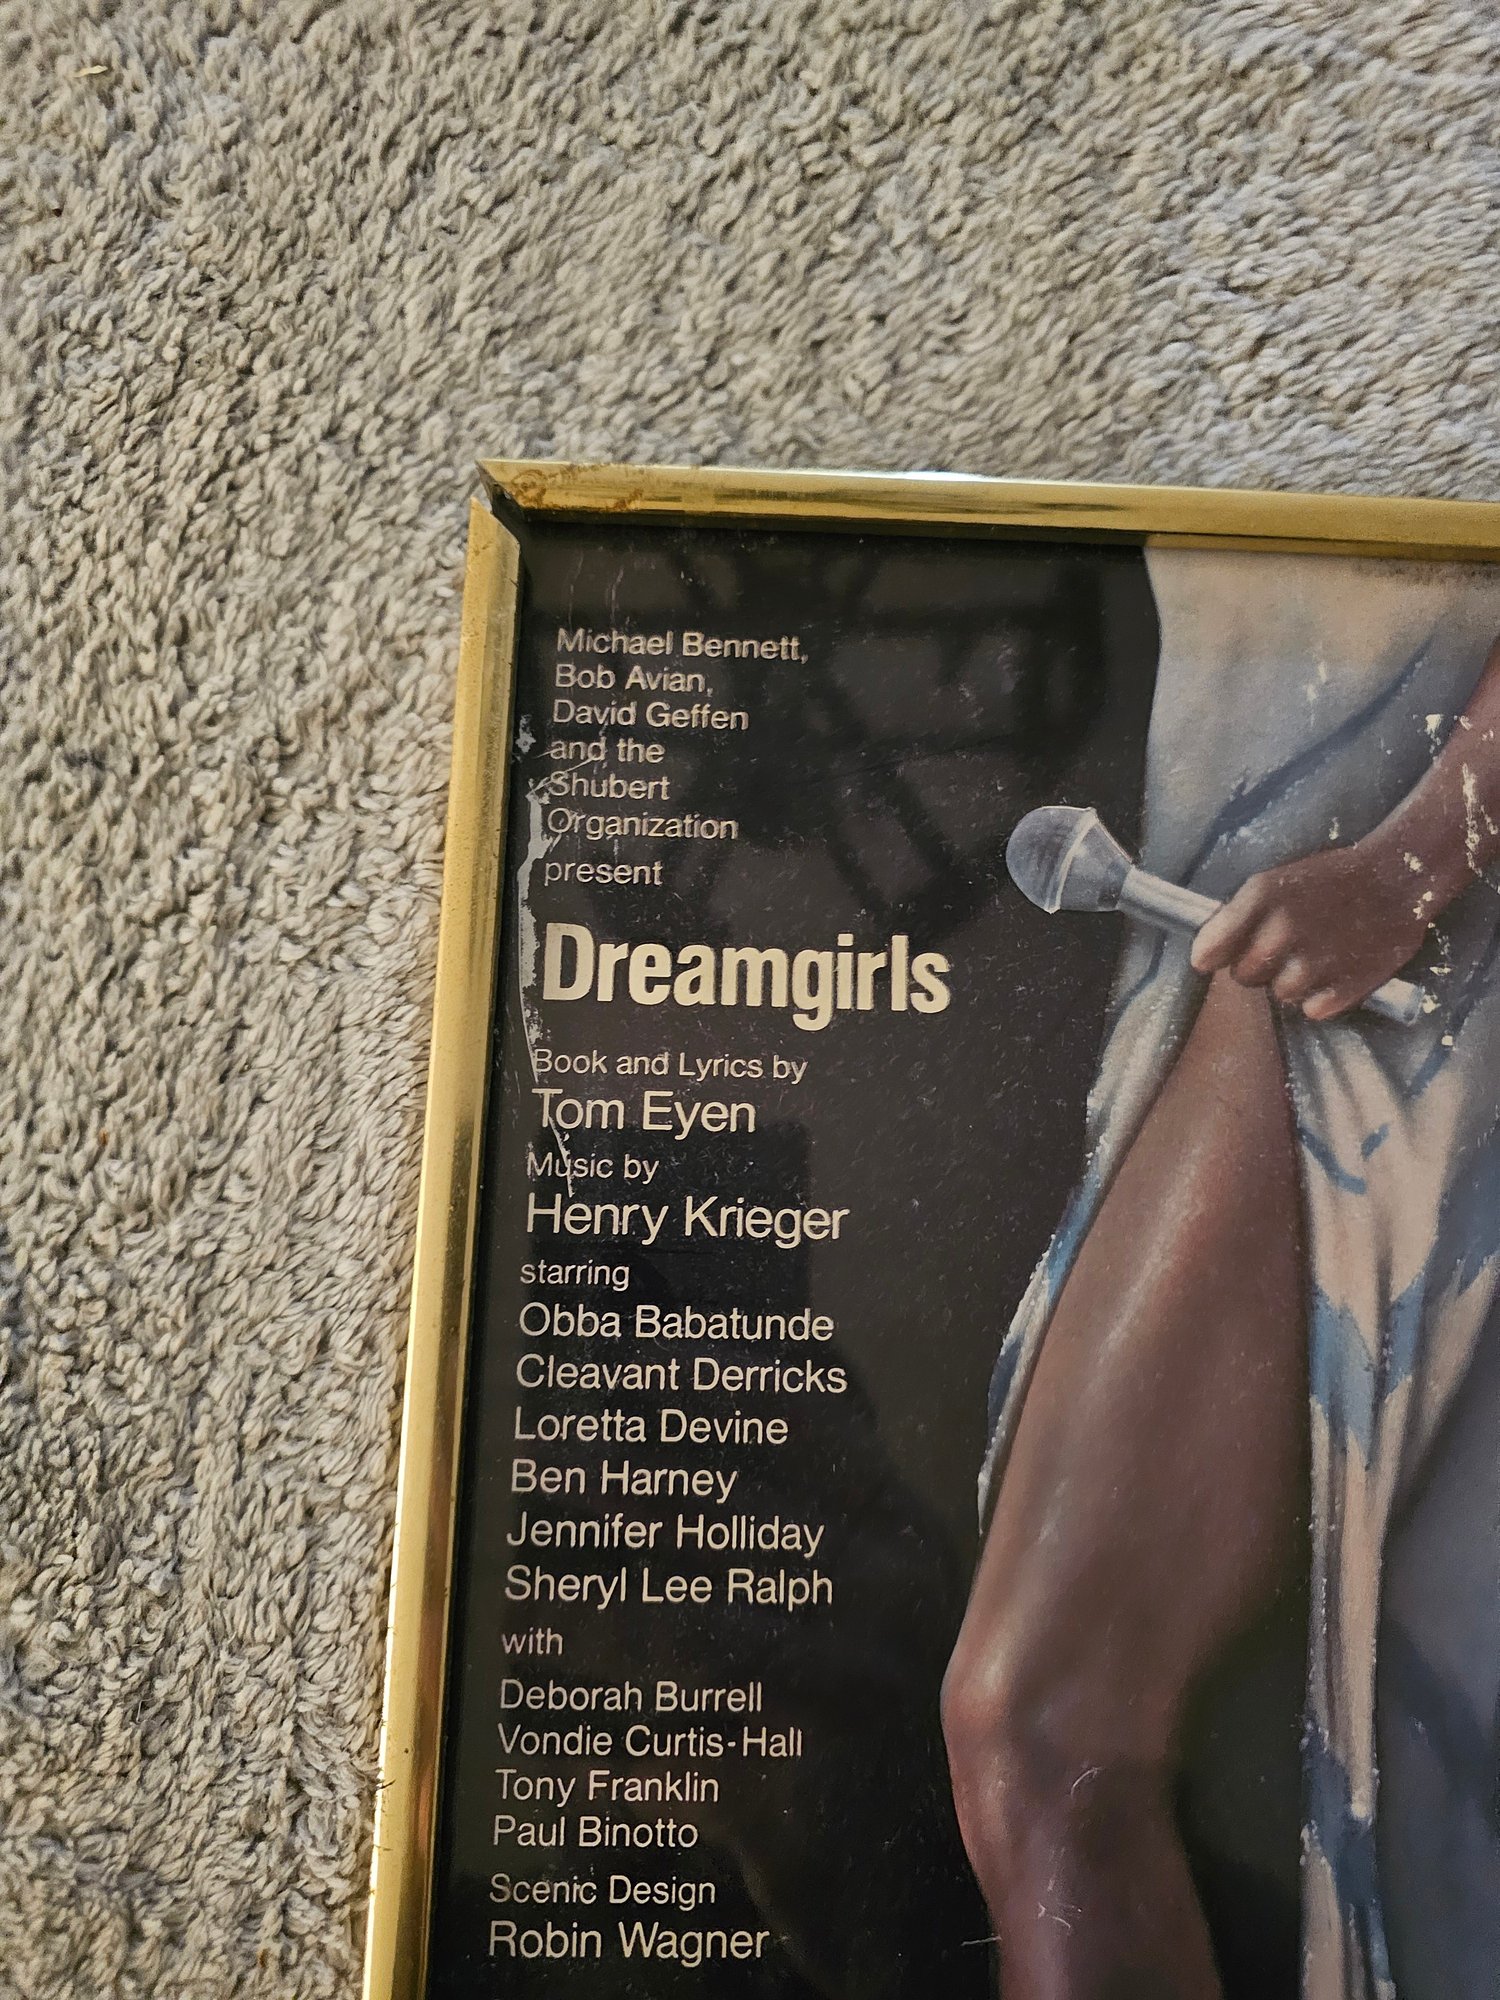 Michael Bennett,
Bob Avian,
David Geffen
and the
Shubert
Organization
present
Dreamgirls
Book and Lyrics by
Tom Eyen
Music by
Henry Krieger
starring
Obba Babatunde
Cleavant Derricks
Loretta Devine
Ben Harney
Jennifer Holliday
Sheryl Lee Ralph
with
Deborah Burrell
Vondie Curtis-Hall
Tony Franklin
Paul Binotto
Scenic Design
Robin Wagner